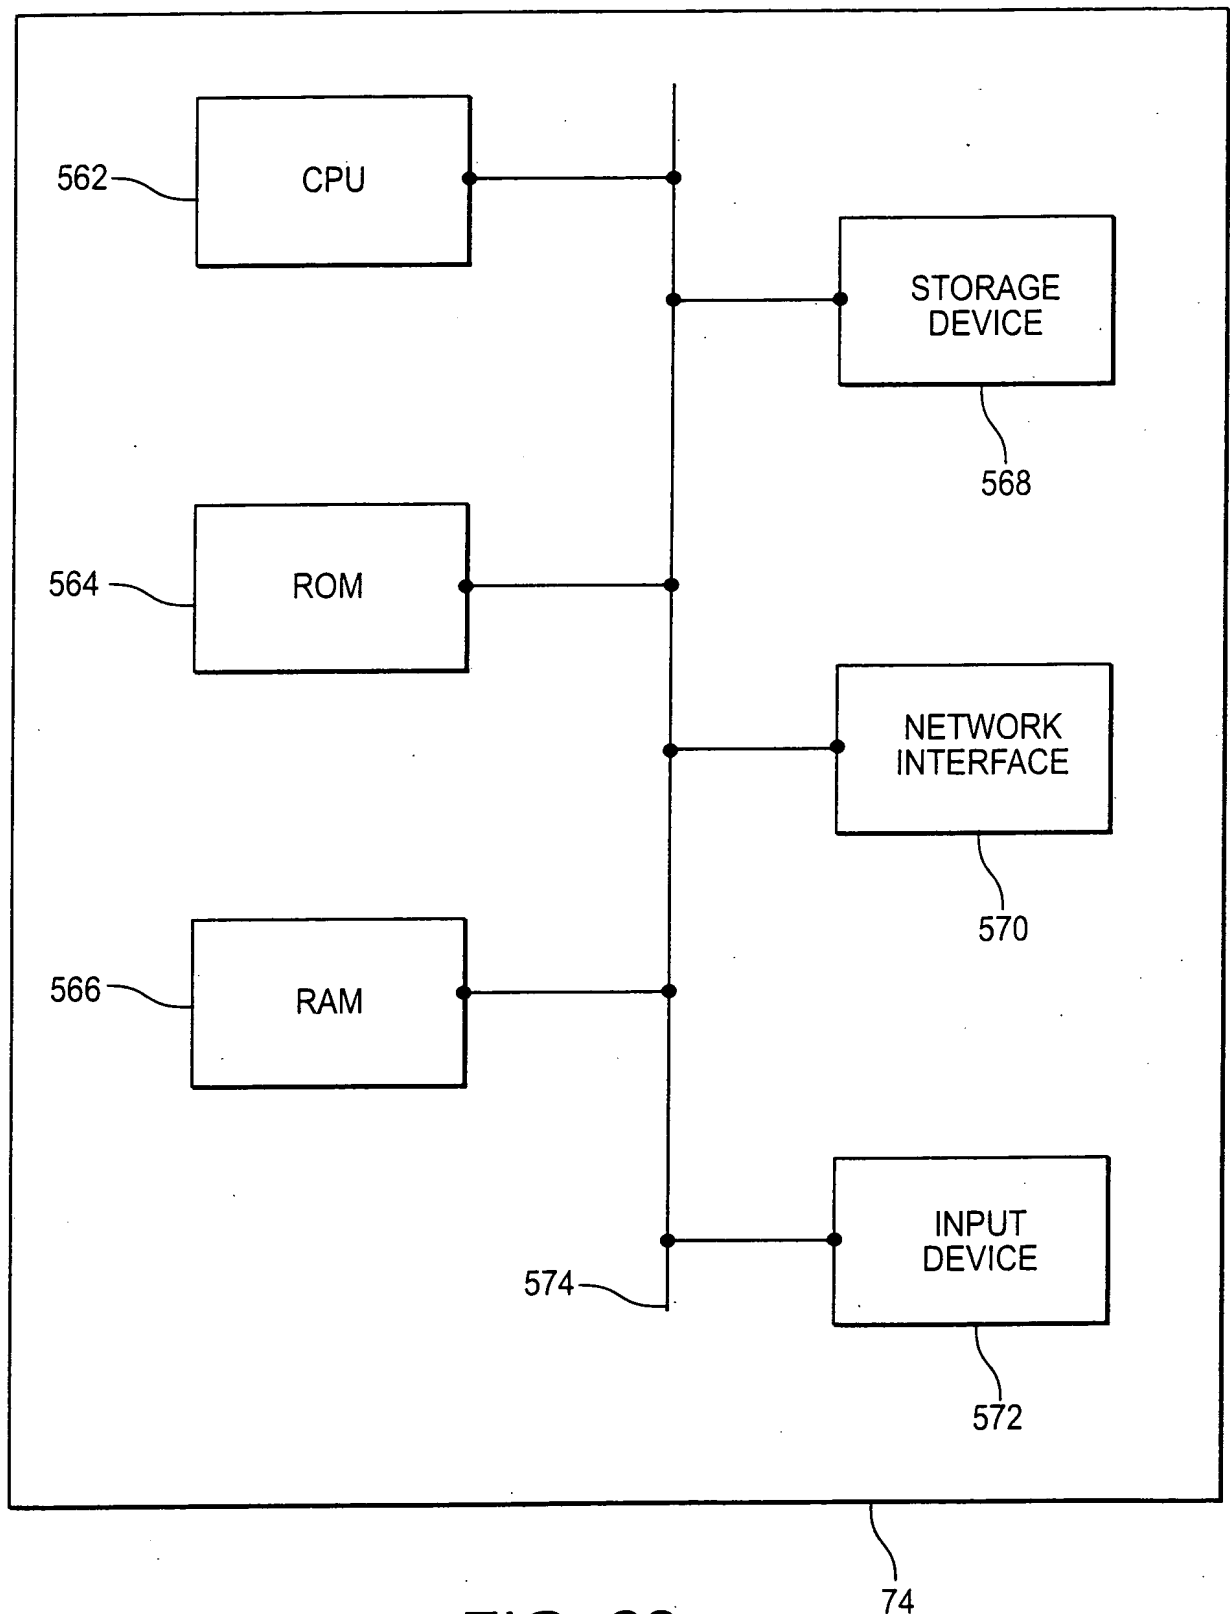 562
CPU
STORAGE
DEVICE
568
564
ROM
NETWORK
INTERFACE
570
566
RAM
INPUT
DEVICE
574
572
74